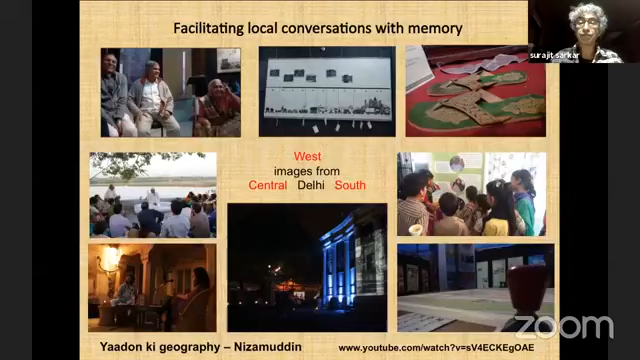 Facilitating local conversations with memory
surajit sarkar
West
images from
Central Delhi South
Yaadon ki geography – Nizamuddin
www.youtube.com/watch?v=sV4ECKEgOAE
zoom